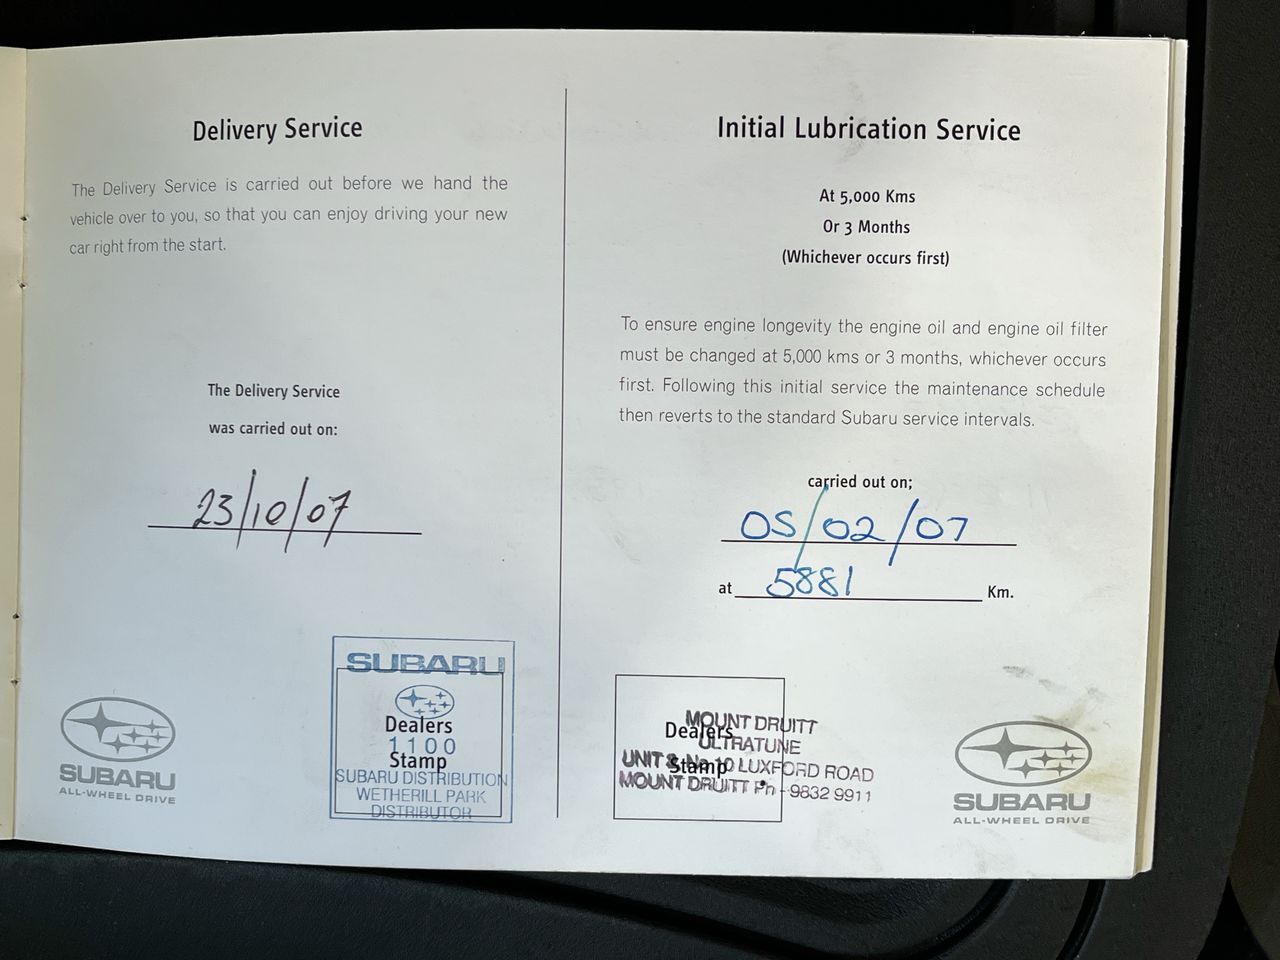 Delivery Service
The Delivery Service is carried out before we hand the
vehicle over to you, so that you can enjoy driving your new
car right from the start.
The Delivery Service
was carried out on:
23/10/07
SUBARU
Dealers
1100
Stamp
SUBARU DISTRIBUTION
WETHERILL PARK
DISTRIBUTOR
SUBARU
ALL-WHEEL DRIVE
Initial Lubrication Service
At 5,000 Kms
Or 3 Months
(Whichever occurs first)
To ensure engine longevity the engine oil and engine oil filter
must be changed at 5,000 kms or 3 months, whichever occurs
first. Following this initial service the maintenance schedule
then reverts to the standard Subaru service intervals.
carried out on;
05/02/07
at 5881 Km.
MOUNT DRUITT
Dealers
ULTRATUNE
UNIT 10 LUXFORD ROAD
Stamp
MOUNT DRUITT Ph - 9832 9911
SUBARU
ALL-WHEEL DRIVE